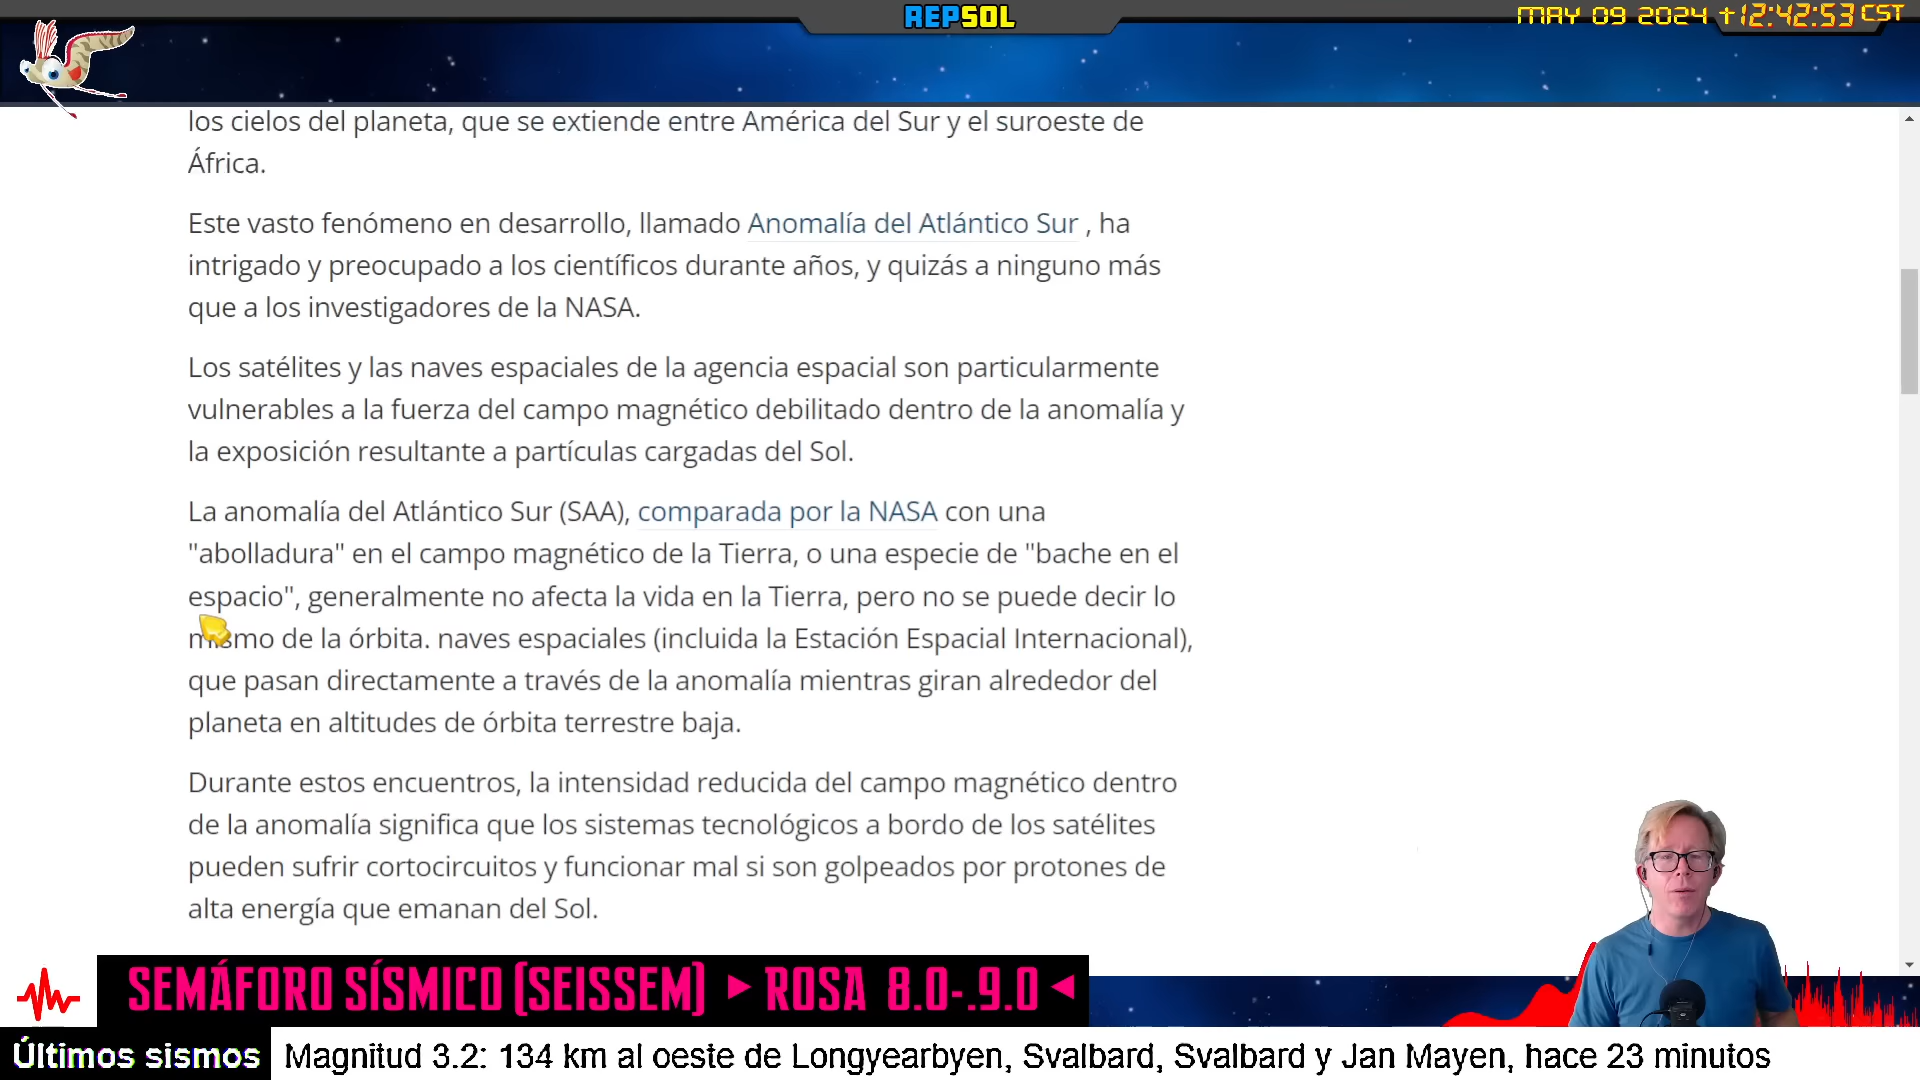 REPSOL
MAY 09 2024 +12:42:53 CST
los cielos del planeta, que se extiende entre América del Sur y el suroeste de
África.
Este vasto fenómeno en desarrollo, llamado Anomalía del Atlántico Sur , ha
intrigado y preocupado a los científicos durante años, y quizás a ninguno más
que a los investigadores de la NASA.
Los satélites y las naves espaciales de la agencia espacial son particularmente
vulnerables a la fuerza del campo magnético debilitado dentro de la anomalía y
la exposición resultante a partículas cargadas del Sol.
La anomalía del Atlántico Sur (SAA), comparada por la NASA con una
"abolladura" en el campo magnético de la Tierra, o una especie de "bache en el
espacio", generalmente no afecta la vida en la Tierra, pero no se puede decir lo
mismo de la órbita. naves espaciales (incluida la Estación Espacial Internacional),
que pasan directamente a través de la anomalía mientras giran alrededor del
planeta en altitudes de órbita terrestre baja.
Durante estos encuentros, la intensidad reducida del campo magnético dentro
de la anomalía significa que los sistemas tecnológicos a bordo de los satélites
pueden sufrir cortocircuitos y funcionar mal si son golpeados por protones de
alta energía que emanan del Sol.
SEMÁFORO SÍSMICO (SEISSEM) ► ROSA 8.0-.9.0 ◄
Últimos sismos
Magnitud 3.2: 134 km al oeste de Longyearbyen, Svalbard, Svalbard y Jan Mayen, hace 23 minutos